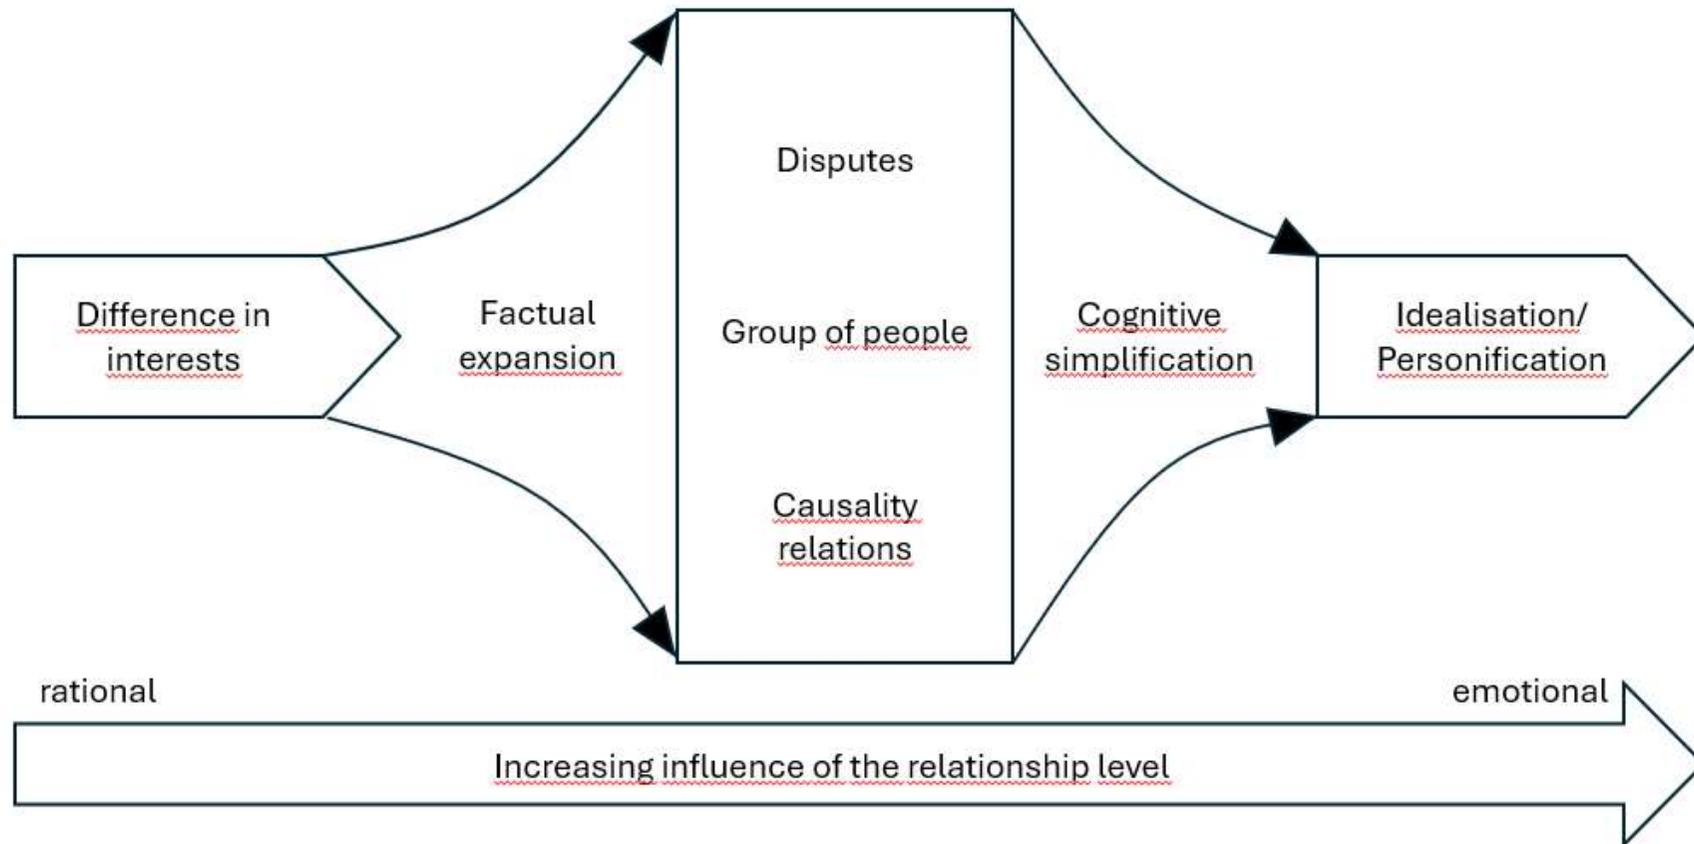 Disputes
Difference in
interests
Factual
expansion
Group of people
Cognitive
simplification
Idealisation/
Personification
Causality
relations
rational
emotional
Increasing influence of the relationship level